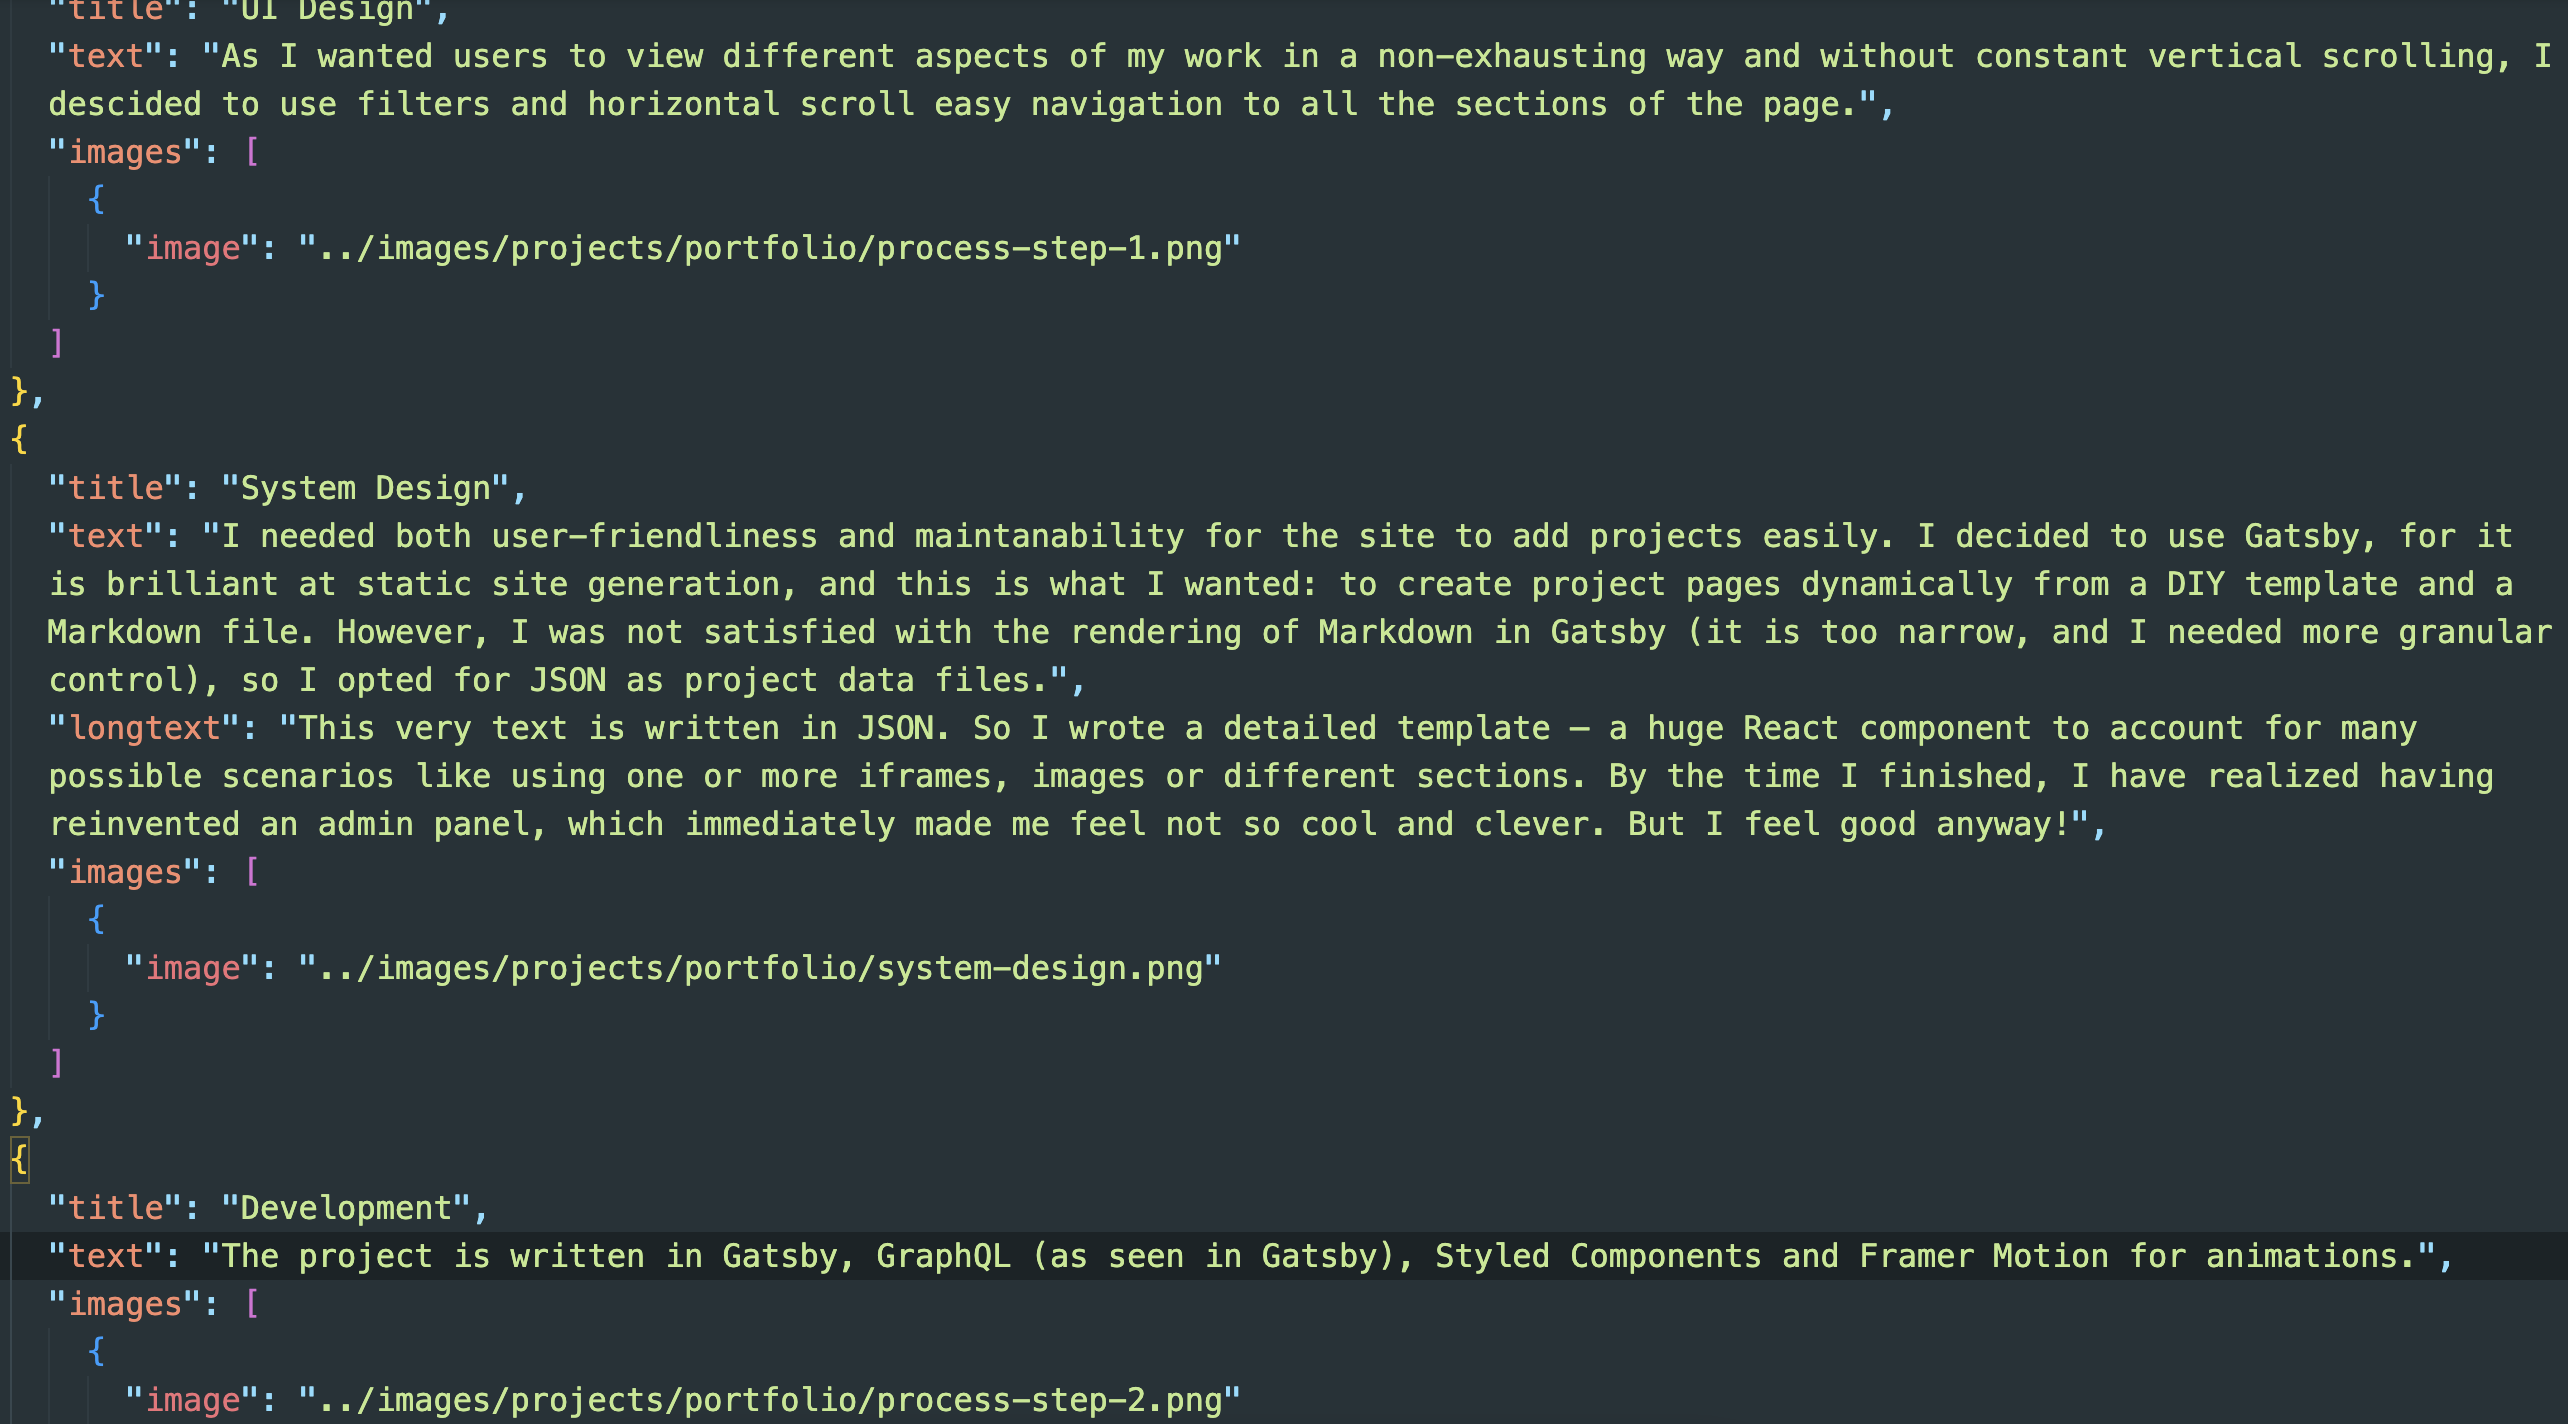 "title": "UI Design",
"text": "As I wanted users to view different aspects of my work in a non-exhausting way and without constant vertical scrolling, I
descided to use filters and horizontal scroll easy navigation to all the sections of the page.",
"images": [
{
"image": "../images/projects/portfolio/process-step-1.png"
}
]
},
{
"title": "System Design",
"text": "I needed both user-friendliness and maintanability for the site to add projects easily. I decided to use Gatsby, for it
is brilliant at static site generation, and this is what I wanted: to create project pages dynamically from a DIY template and a
Markdown file. However, I was not satisfied with the rendering of Markdown in Gatsby (it is too narrow, and I needed more granular
control), so I opted for JSON as project data files.",
"longtext": "This very text is written in JSON. So I wrote a detailed template – a huge React component to account for many
possible scenarios like using one or more iframes, images or different sections. By the time I finished, I have realized having
reinvented an admin panel, which immediately made me feel not so cool and clever. But I feel good anyway!",
"images": [
{
"image": "../images/projects/portfolio/system-design.png"
}
]
},
{
"title": "Development",
"text": "The project is written in Gatsby, GraphQL (as seen in Gatsby), Styled Components and Framer Motion for animations.",
"images": [
{
"image": "../images/projects/portfolio/process-step-2.png"